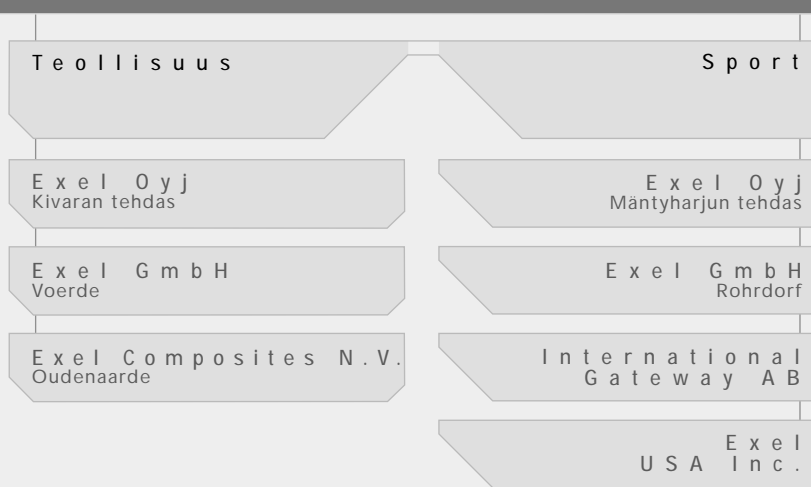 Teollisuus
Exel Oyj
Kivaran tehdas
Exel GmbH
Voerde
Exel Composites N.V.
Oudenaarde
Sport
Exel Oyj
Mäntyharjun tehdas
Exel GmbH
Rohrdorf
International
Gateway AB
Exel
USA Inc.